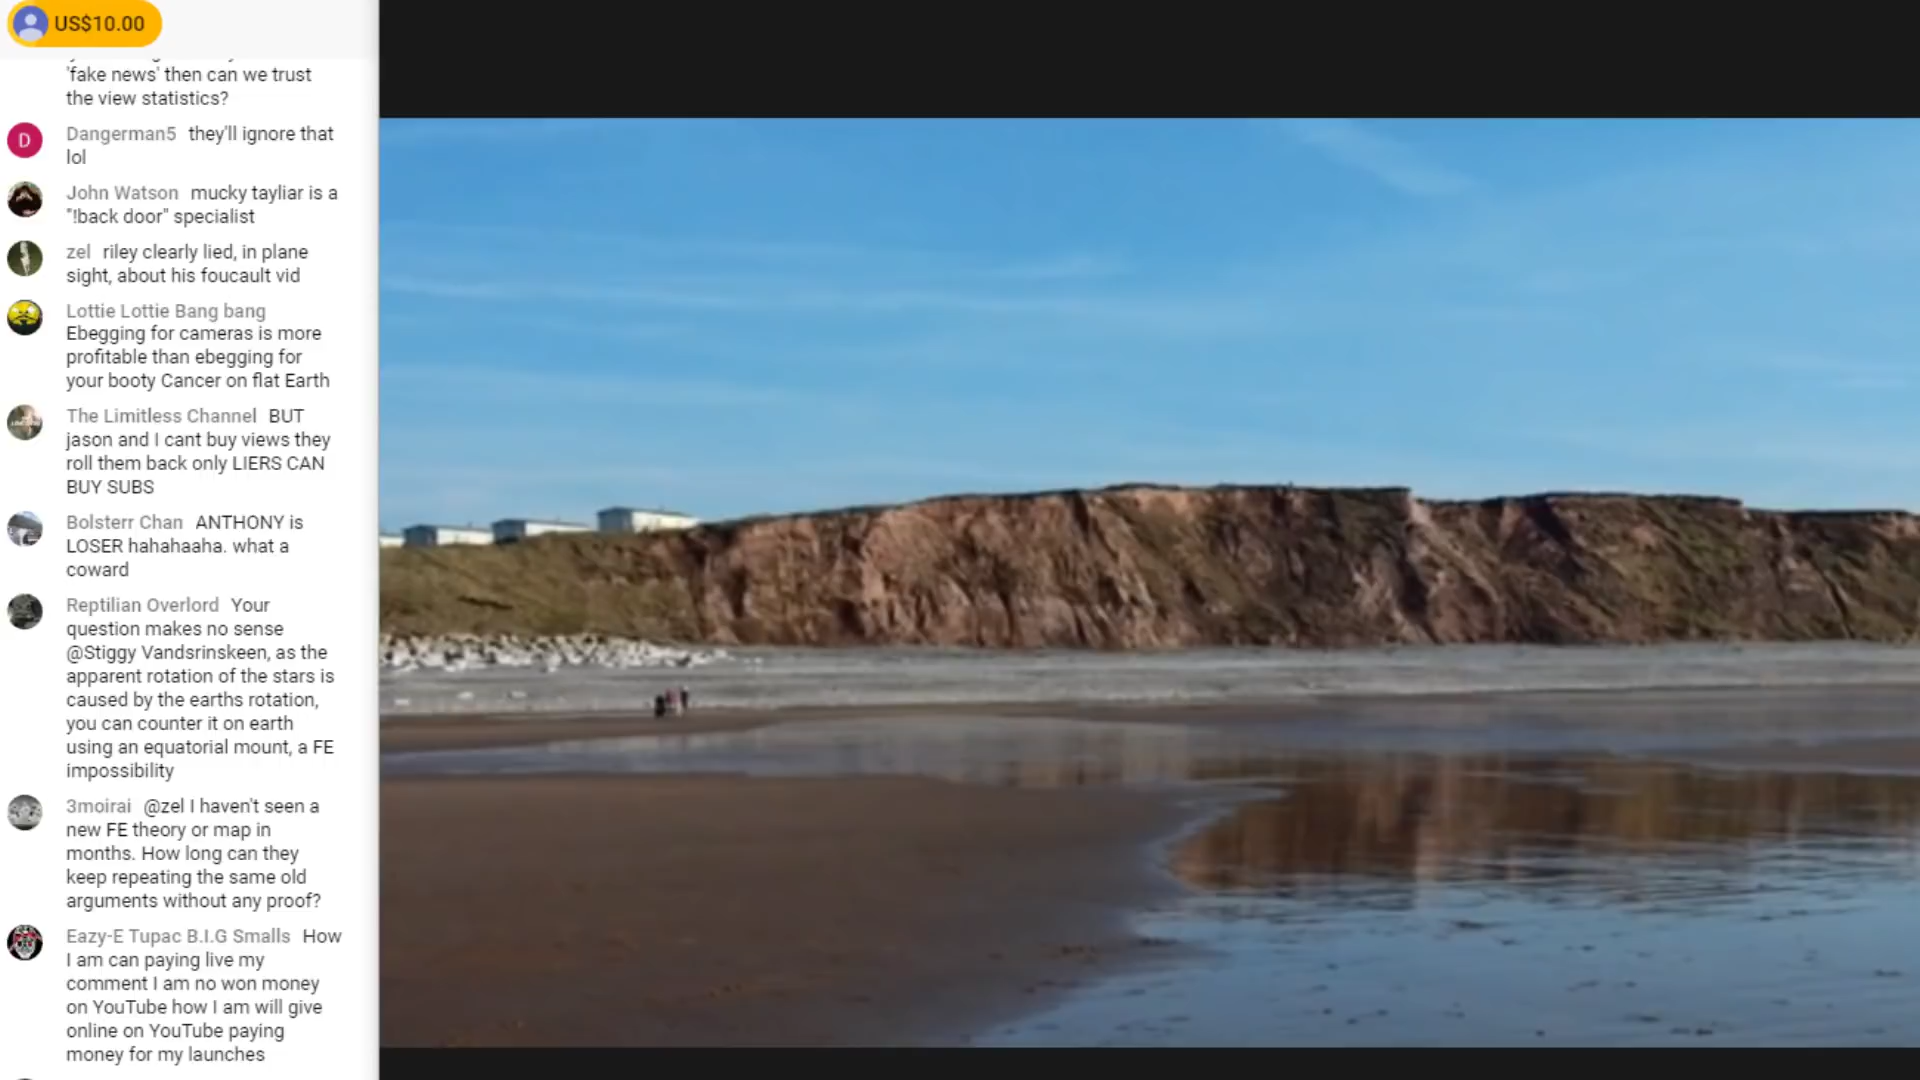 US$10.00
'fake news' then can we trust
the view statistics?
D
Dangerman5 they'll ignore that
lol
John Watson mucky tayliar is a
"!back door" specialist
zel riley clearly lied, in plane
sight, about his foucault vid
Lottie Lottie Bang bang
Ebegging for cameras is more
profitable than ebegging for
your booty Cancer on flat Earth
The Limitless Channel BUT
jason and I cant buy views they
roll them back only LIERS CAN
BUY SUBS
Bolsterr Chan ANTHONY is
LOSER hahahaaha. what a
coward
Reptilian Overlord Your
question makes no sense
@Stiggy Vandsrinskeen, as the
apparent rotation of the stars is
caused by the earths rotation,
you can counter it on earth
using an equatorial mount, a FE
impossibility
3moirai @zel I haven't seen a
new FE theory or map in
months. How long can they
keep repeating the same old
arguments without any proof?
Eazy-E Tupac B.I.G Smalls How
I am can paying live my
comment I am no won money
on YouTube how I am will give
online on YouTube paying
money for my launches